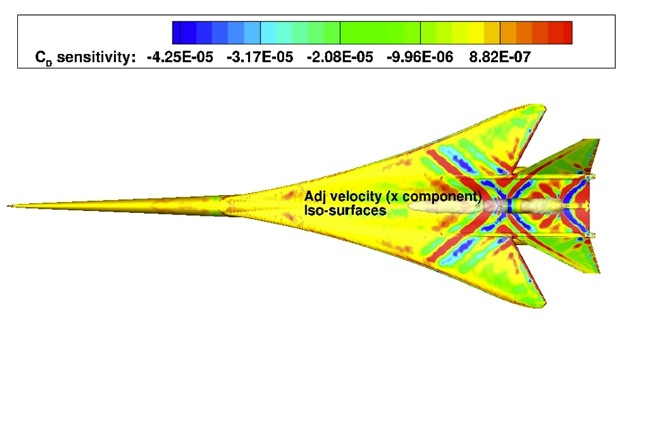 C_D sensitivity: -4.25E-05 -3.17E-05 -2.08E-05 -9.96E-06 8.82E-07
Adj velocity (x component)
Iso-surfaces